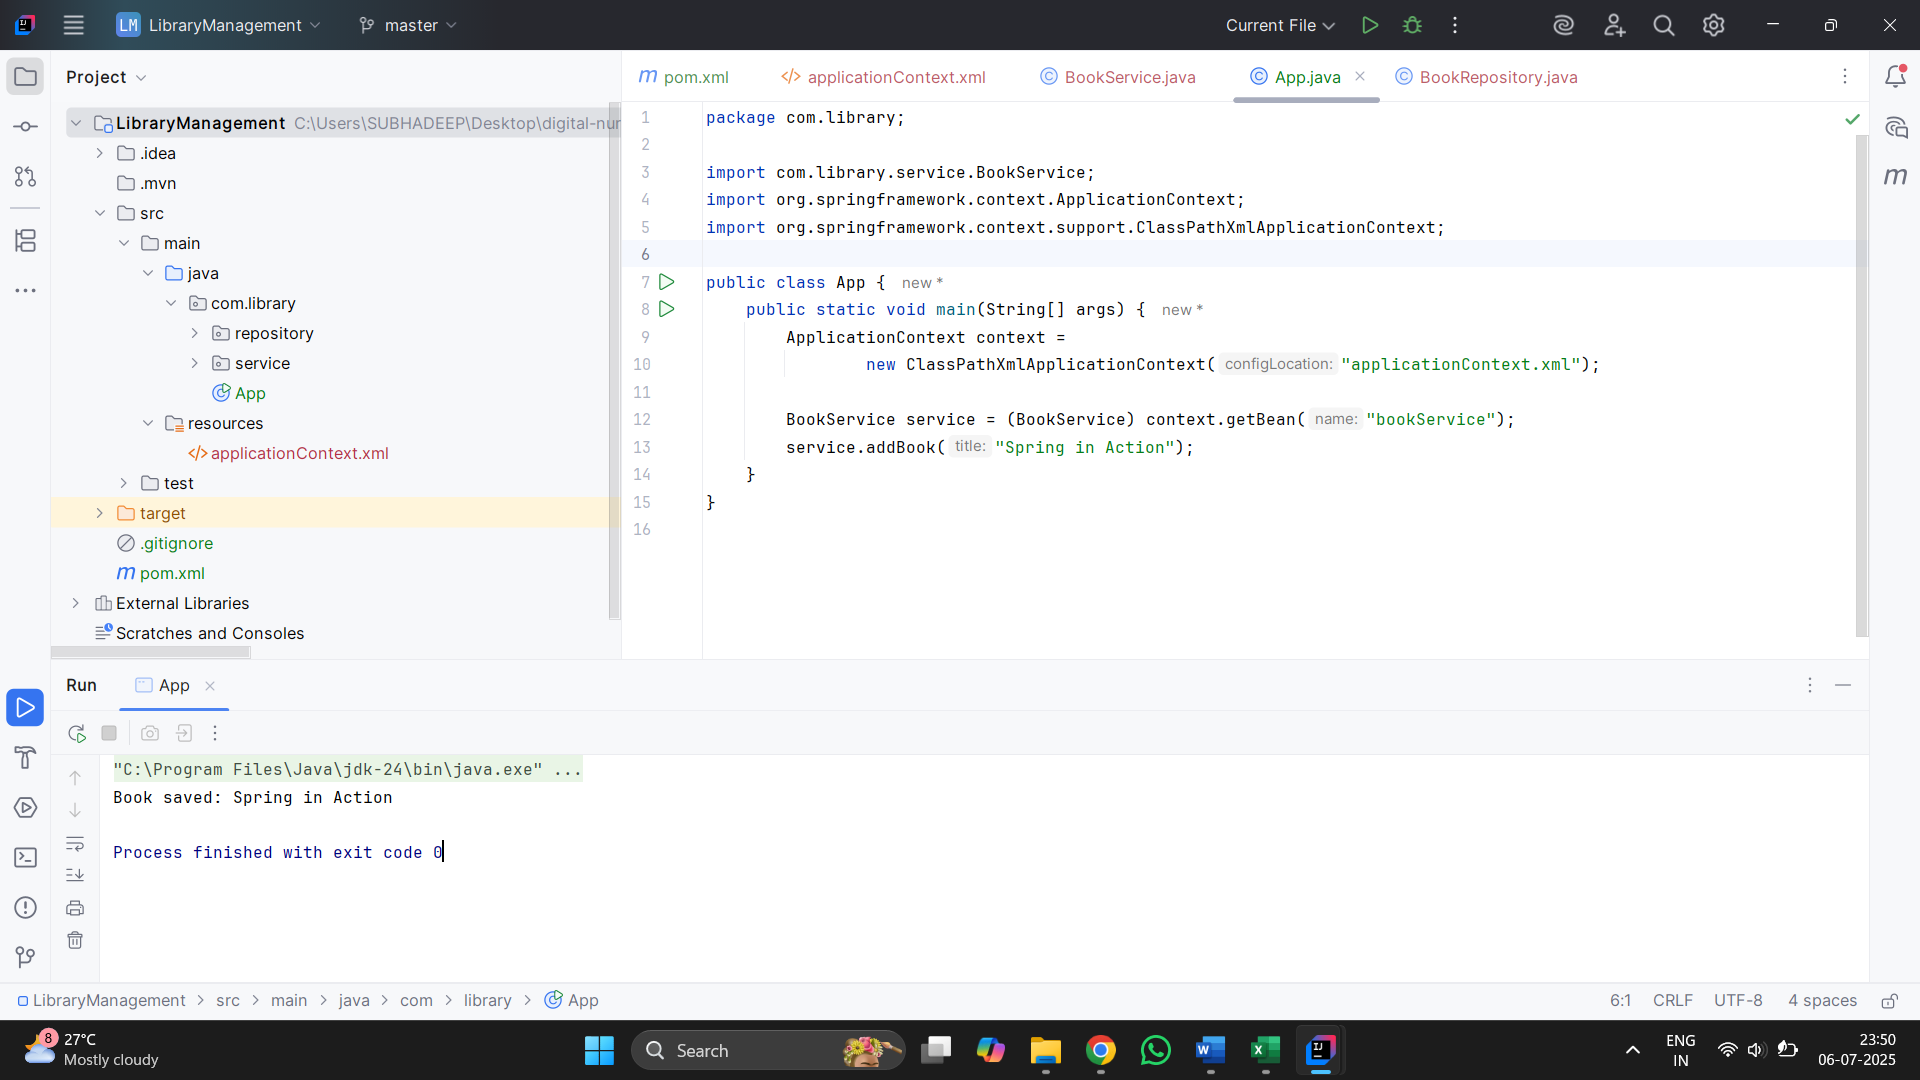 LM LibraryManagement master Current File
Project
pom.xml applicationContext.xml BookService.java App.java BookRepository.java
LibraryManagement C:\Users\SUBHADEEP\Desktop\digital-nur
.idea
.mvn
src
main
java
com.library
repository
service
App
resources
applicationContext.xml
test
target
.gitignore
pom.xml
External Libraries
Scratches and Consoles
1 package com.library;
2
3 import com.library.service.BookService;
4 import org.springframework.context.ApplicationContext;
5 import org.springframework.context.support.ClassPathXmlApplicationContext;
6
7 public class App { new *
8 public static void main(String[] args) { new *
9 ApplicationContext context =
10 new ClassPathXmlApplicationContext( configLocation: "applicationContext.xml");
11
12 BookService service = (BookService) context.getBean( name: "bookService");
13 service.addBook( title: "Spring in Action");
14 }
15 }
16
Run App
"C:\Program Files\Java\jdk-24\bin\java.exe" ...
Book saved: Spring in Action
Process finished with exit code 0
LibraryManagement > src > main > java > com > library > App 6:1 CRLF UTF-8 4 spaces
8 27°C
Mostly cloudy
Search
ENG
IN
23:50
06-07-2025